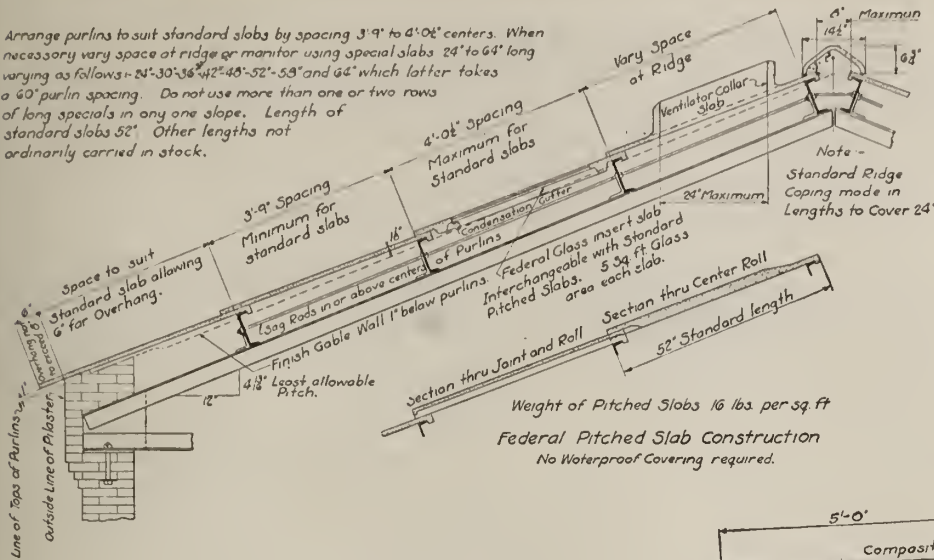 Arrange purlins to suit standard slabs by spacing 3'-9" to 4'-0½" centers. When
necessary vary space at ridge or monitor using special slabs 24" to 64" long
varying as follows:- 24"-30"-36"-42"-48"-52"-58" and 64" which latter takes
a 60" purlin spacing. Do not use more than one or two rows
of long specials in any one slope. Length of
standard slabs 52". Other lengths not
ordinarily carried in stock.
Vary Space
at Ridge
8" Maximum
14½"
6¾"
Ventilator Collar
Slab
4'-0½" Spacing
Maximum for
Standard slabs
3'-9" Spacing
Minimum for
standard slabs
Space to suit
Standard slab allowing
6" for Overhang.
Overhang not
to exceed 8"
6"
Note -
Standard Ridge
Coping made in
Lengths to Cover 24"
24" Maximum
Condensation Gutter
Sag Rods in or above center of Purlins
Finish Gable Wall 1" below purlins.
Federal Glass insert slab
Interchangeable with Standard
Pitched Slabs. 5 Sq. ft Glass
area each slab.
Least allowable
Pitch.
12"
Section thru Joint and Roll
Section thru Center Roll
52" Standard length
Line of Tops of Purlins
Outside Line of Pilaster
Weight of Pitched Slabs 16 lbs. per sq. ft
Federal Pitched Slab Construction
No Waterproof Covering required.
5'-0"
Composit